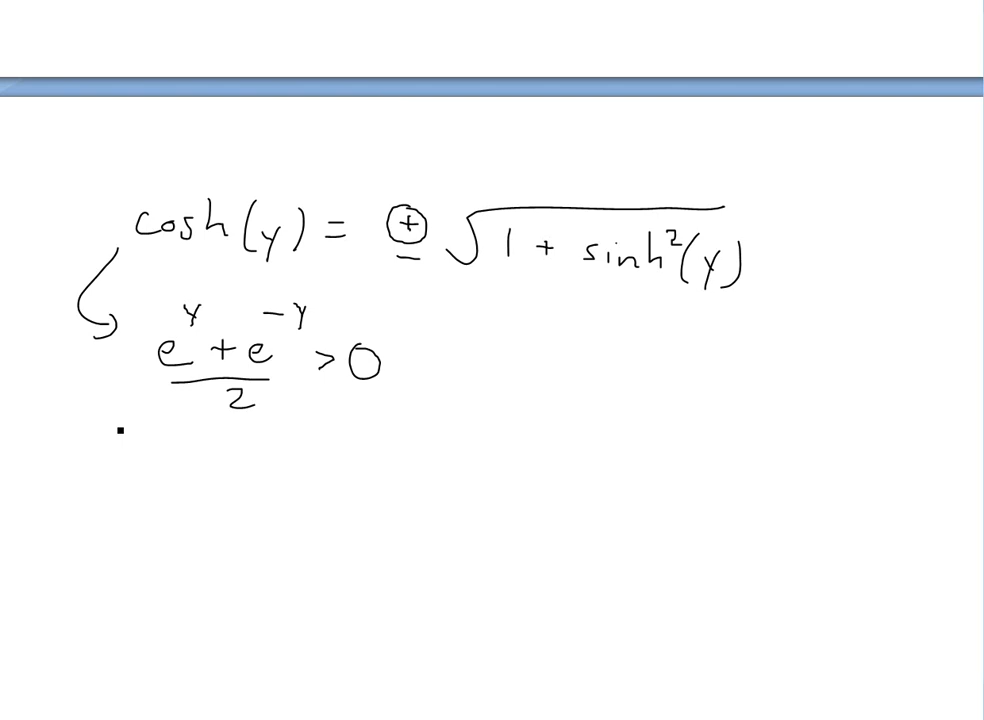 cosh(y) = ± √(1 + sinh²(y))
(e^y + e^-y)/2 > 0